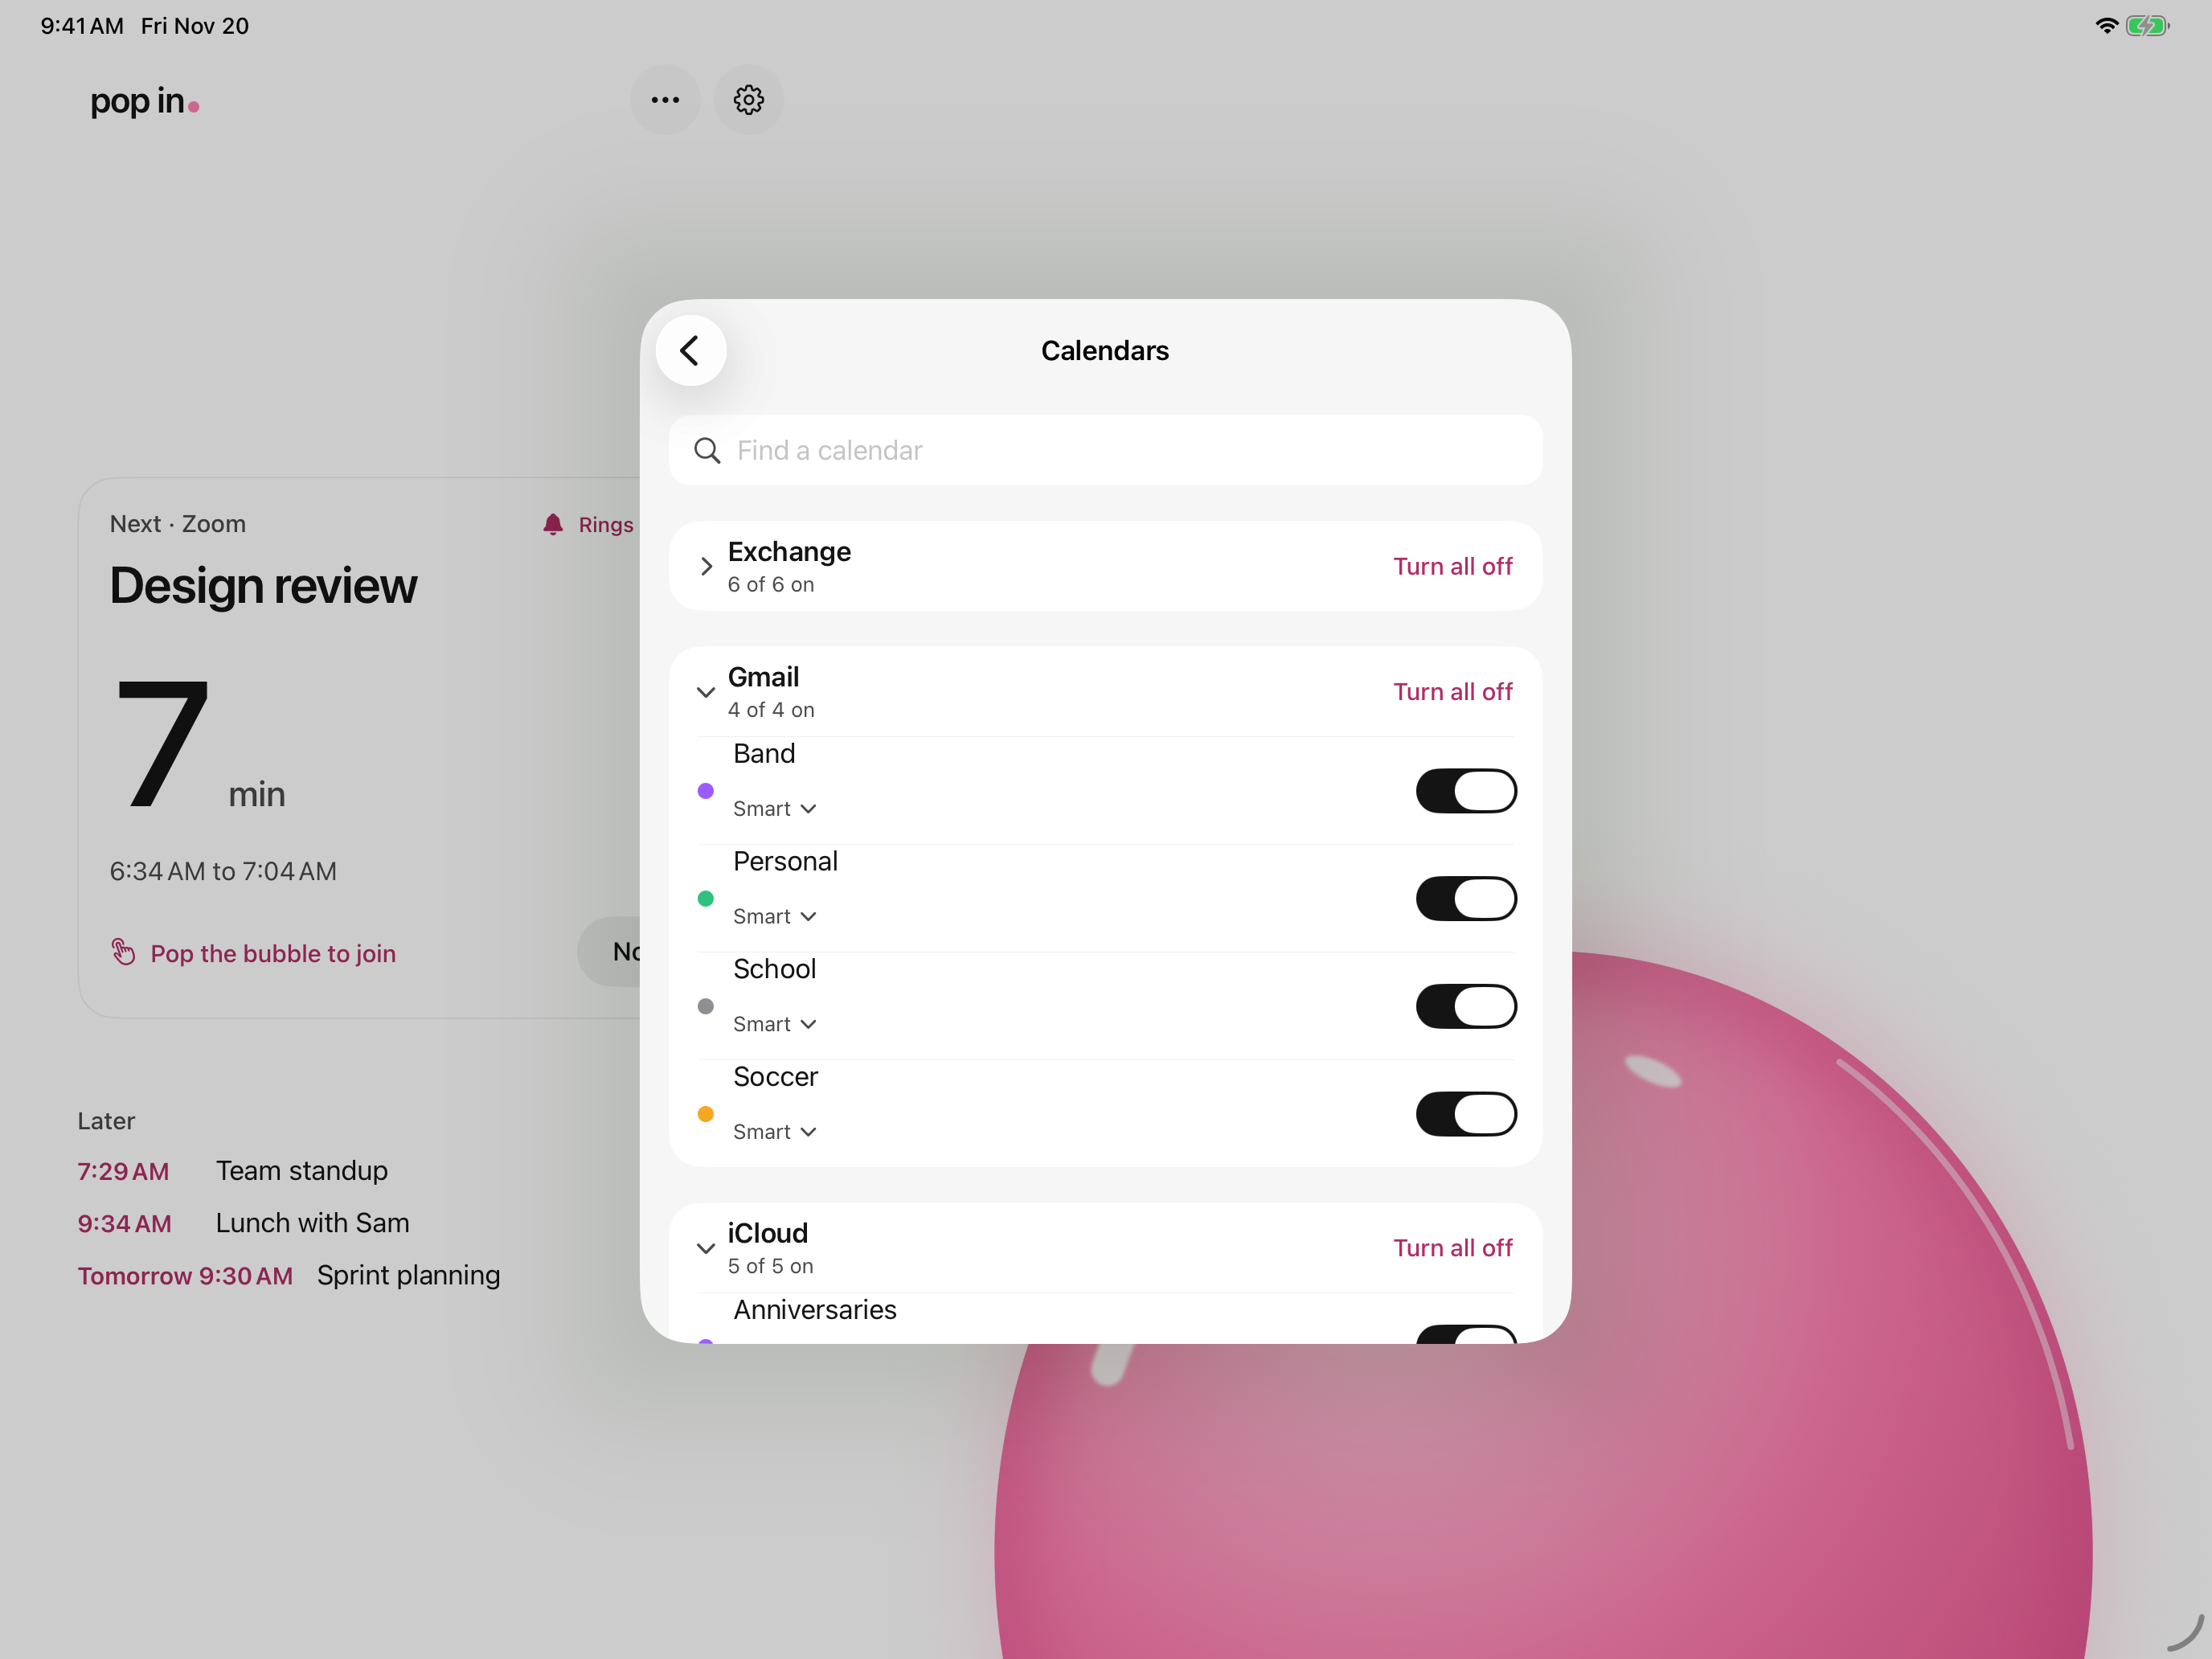 9:41 AM Fri Nov 20
pop in
Next · Zoom
Rings
Design review
7 min
6:34 AM to 7:04 AM
Pop the bubble to join
Later
7:29 AM Team standup
9:34 AM Lunch with Sam
Tomorrow 9:30 AM Sprint planning
Calendars
Find a calendar
Exchange
6 of 6 on
Turn all off
Gmail
4 of 4 on
Turn all off
Band
Smart
Personal
Smart
School
Smart
Soccer
Smart
iCloud
5 of 5 on
Turn all off
Anniversaries